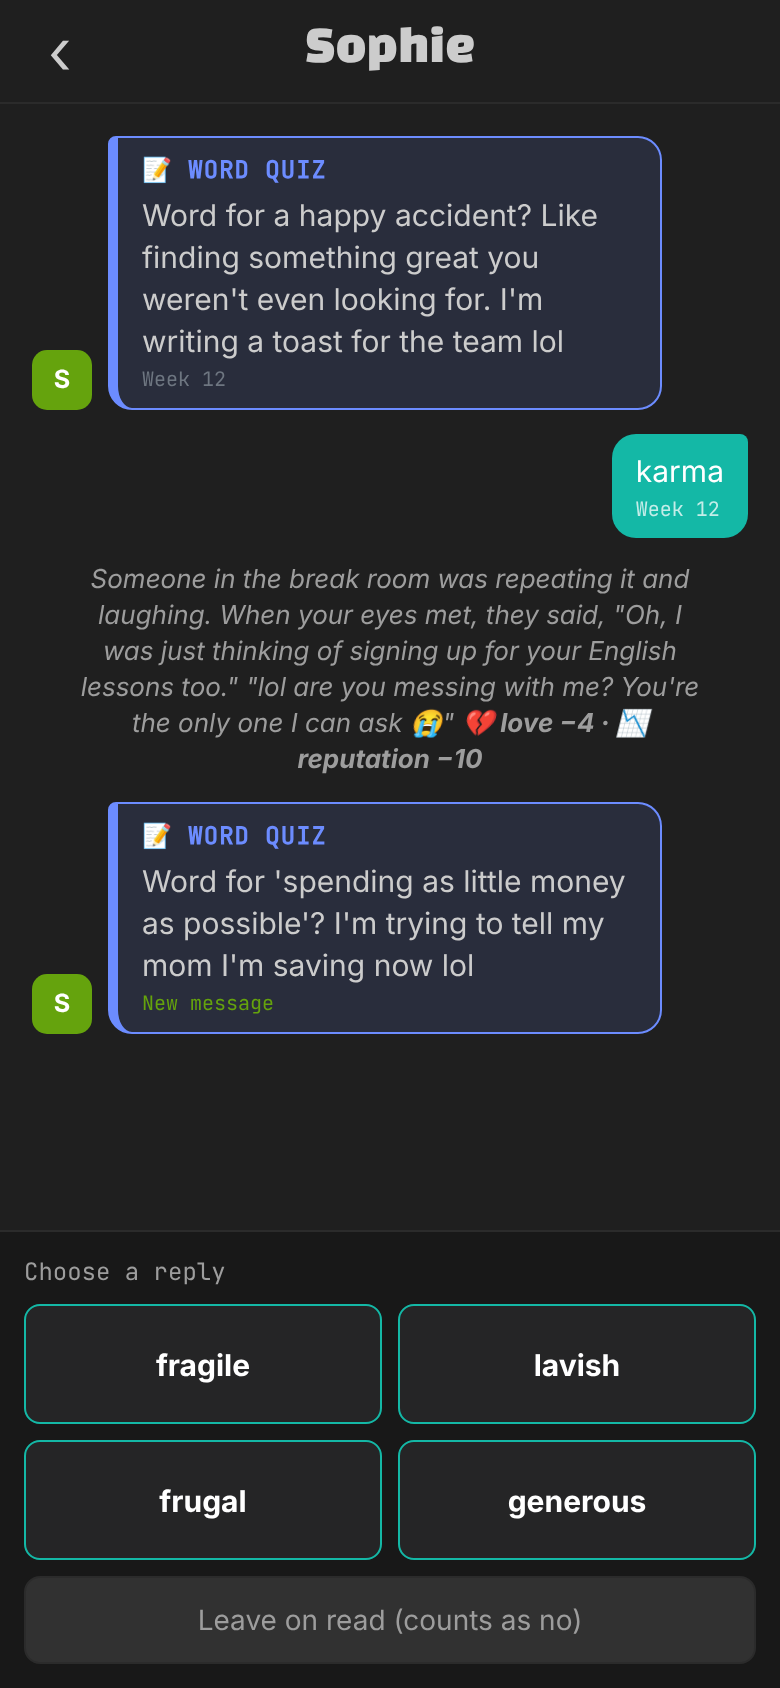 Sophie
📝 WORD QUIZ
Word for a happy accident? Like
finding something great you
weren't even looking for. I'm
writing a toast for the team lol
Week 12
S
karma
Week 12
Someone in the break room was repeating it and
laughing. When your eyes met, they said, "Oh, I
was just thinking of signing up for your English
lessons too." "lol are you messing with me? You're
the only one I can ask 😭" 💔 love −4 · 📉
reputation −10
📝 WORD QUIZ
Word for 'spending as little money
as possible'? I'm trying to tell my
mom I'm saving now lol
New message
S
Choose a reply
fragile
lavish
frugal
generous
Leave on read (counts as no)